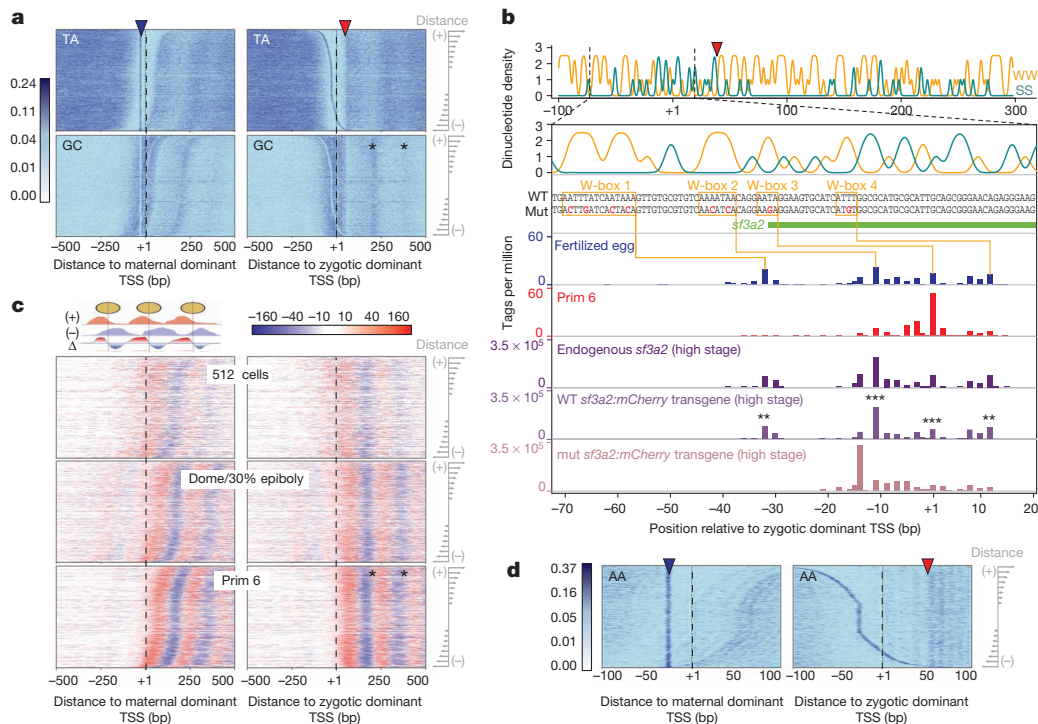 a
Distance
TA
TA
(+)
(−)
0.24
0.13
0.11
0.04
0.01
0.00
GC
GC
*
*
(+)
(−)
−500 −250 +1 250 500
−500 −250 +1 250 500
Distance to maternal dominant
TSS (bp)
Distance to zygotic dominant
TSS (bp)
b
Dinucleotide density
3
2
1
0
WW
SS
−100 +1 100 200 300
Dinucleotide density
3
2
1
0
W-box 1 W-box 2 W-box 3 W-box 4
WT
Mut
sf3a2
Tags per million
60
0
Fertilized egg
60
0
Prim 6
3.5 × 10⁵
0
Endogenous sf3a2 (high stage)
3.5 × 10⁵
0
WT sf3a2:mCherry transgene (high stage)
** *** *** **
3.5 × 10⁵
0
mut sf3a2:mCherry transgene (high stage)
−70 −60 −50 −40 −30 −20 −10 +1 10 20
Position relative to zygotic dominant TSS (bp)
c
(+)
(−)
Δ
−160 −40 −10 10 40 160
Distance
512 cells
(+)
(−)
Dome/30% epiboly
(+)
(−)
Prim 6
*
*
(+)
(−)
−500 −250 +1 250 500
−500 −250 +1 250 500
Distance to maternal dominant
TSS (bp)
Distance to zygotic dominant
TSS (bp)
d
Distance
0.37
0.16
0.15
0.05
0.01
0.00
AA
AA
(+)
(−)
−100 −50 +1 50 100
−100 −50 +1 50 100
Distance to maternal dominant
TSS (bp)
Distance to zygotic dominant
TSS (bp)